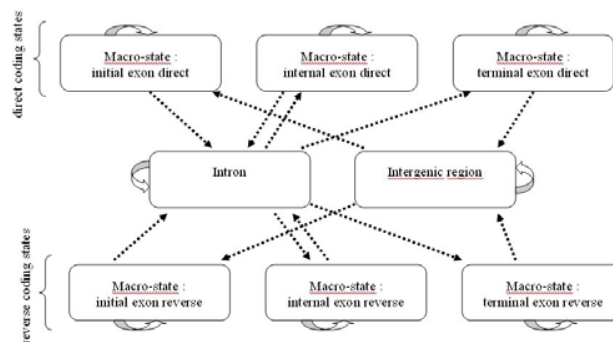 direct coding states
Macro-state :
initial exon direct
Macro-state :
internal exon direct
Macro-state :
terminal exon direct
Intron
Intergenic region
reverse coding states
Macro-state :
initial exon reverse
Macro-state :
internal exon reverse
Macro-state :
terminal exon reverse